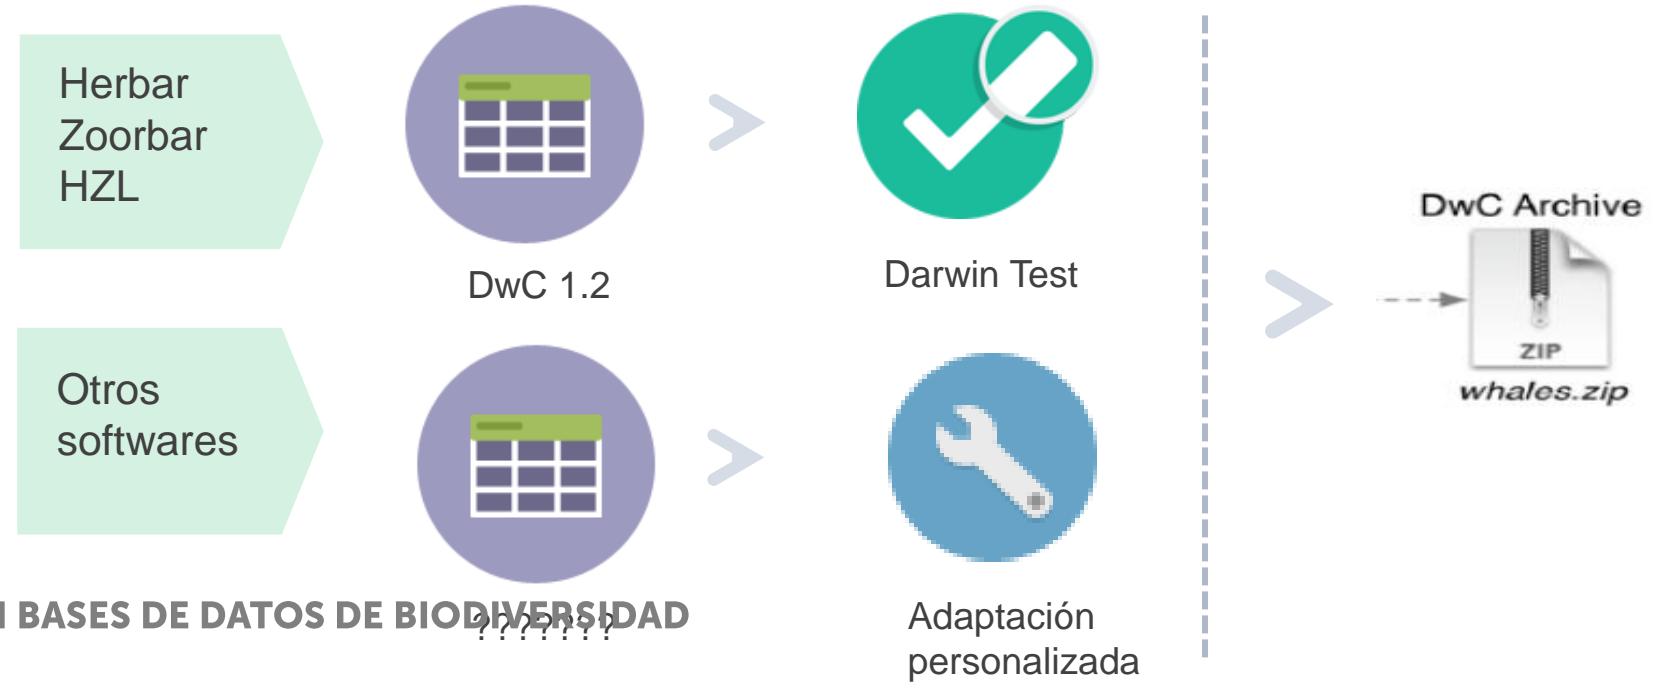 Herbar
Zoorbar
HZL
DwC 1.2
Darwin Test
DwC Archive
ZIP
whales.zip
Otros
softwares
???????
BASES DE DATOS DE BIODIVERSIDAD
Adaptación
personalizada